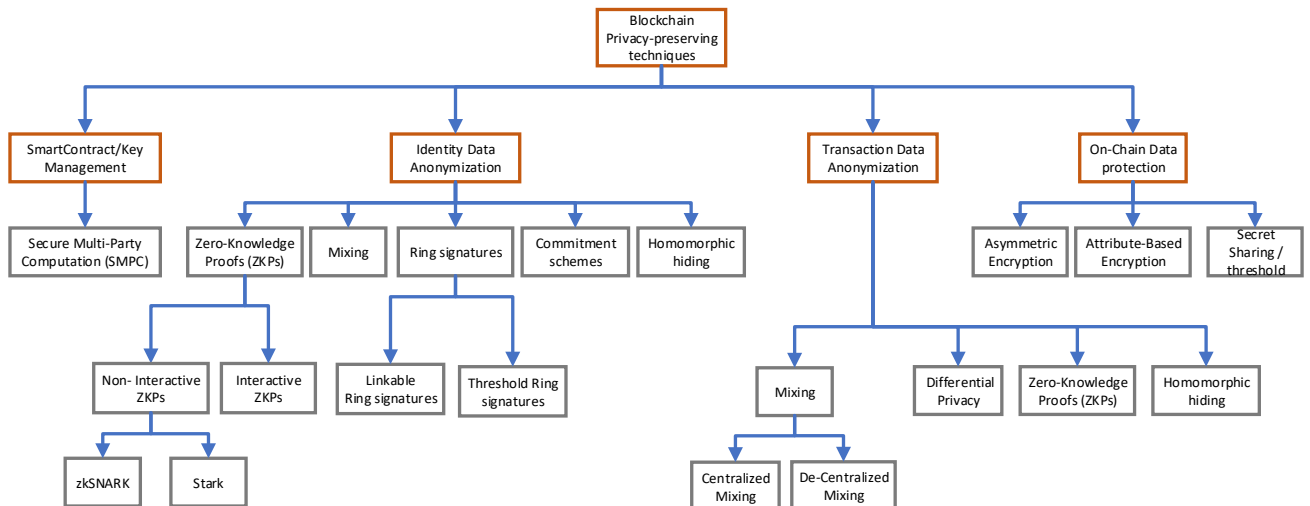 Blockchain
Privacy-preserving
techniques
SmartContract/Key
Management
Identity Data
Anonymization
Transaction Data
Anonymization
On-Chain Data
protection
Secure Multi-Party
Computation (SMPC)
Zero-Knowledge
Proofs (ZKPs)
Mixing
Ring signatures
Commitment
schemes
Homomorphic
hiding
Asymmetric
Encryption
Attribute-Based
Encryption
Secret
Sharing /
threshold
Non- Interactive
ZKPs
Interactive
ZKPs
Linkable
Ring signatures
Threshold Ring
signatures
Mixing
Differential
Privacy
Zero-Knowledge
Proofs (ZKPs)
Homomorphic
hiding
zkSNARK
Stark
Centralized
Mixing
De-Centralized
Mixing